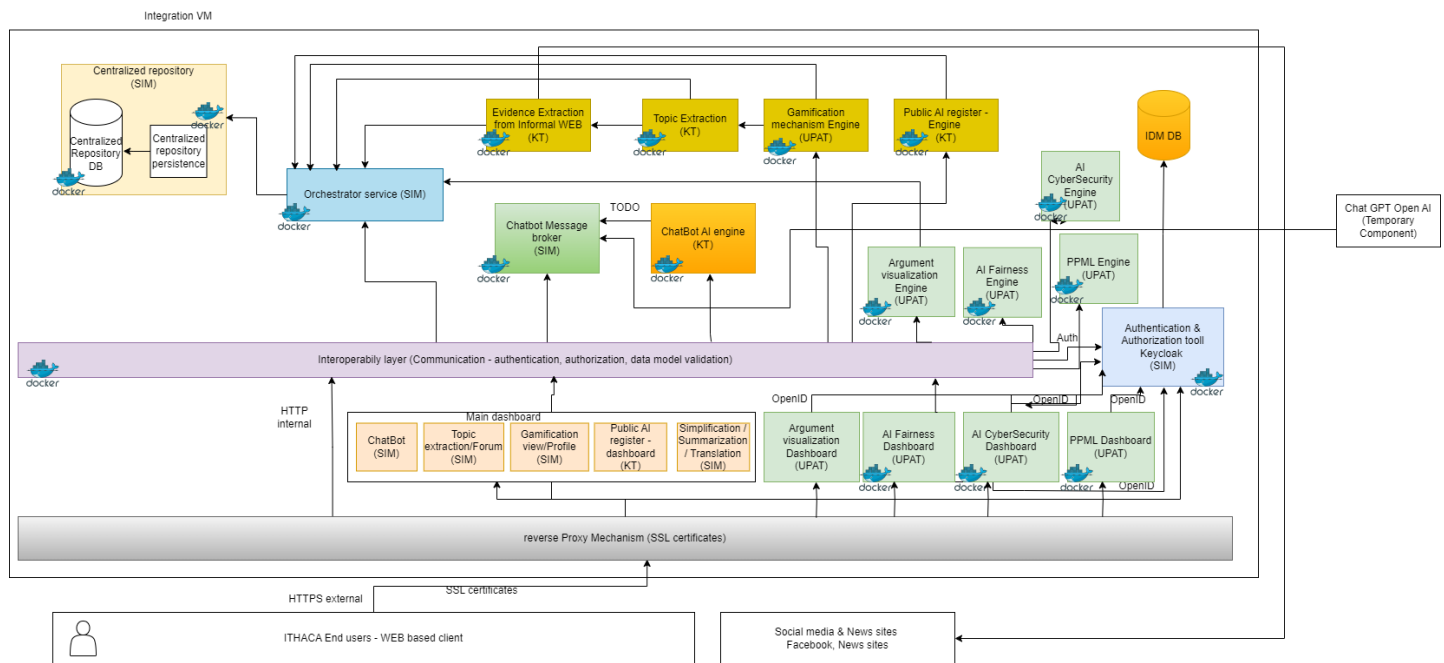 Integration VM
Centralized repository
(SIM)
docker
Centralized
Repository
DB
Centralized
repository
persistence
docker
Evidence Extraction
from Informal WEB
(KT)
docker
Topic Extraction
(KT)
docker
Gamification
mechanism Engine
(UPAT)
docker
Public AI register -
Engine
(KT)
docker
IDM DB
AI
CyberSecurity
Engine
(UPAT)
docker
Orchestrator service (SIM)
docker
Chatbot Message
broker
(SIM)
docker
TODO
ChatBot AI engine
(KT)
docker
Chat GPT Open AI
(Temporary
Component)
Argument
visualization
Engine
(UPAT)
docker
AI Fairness
Engine (UPAT)
docker
PPML Engine
(UPAT)
docker
Authentication &
Authorization tooll
Keycloak
(SIM)
docker
Auth
Interoperabily layer (Communication - authentication, authorization, data model validation)
docker
HTTP
internal
Main dashboard
ChatBot
(SIM)
Topic
extraction/Forum
(SIM)
Gamification
view/Profile
(SIM)
Public AI
register -
dashboard
(KT)
Simplification /
Summarization
/ Translation
(SIM)
OpenID
OpenID
OpenID
OpenID
Argument
visualization
Dashboard
(UPAT)
AI Fairness
Dashboard
(UPAT)
docker
AI CyberSecurity
Dashboard
(UPAT)
docker
PPML Dashboard
(UPAT)
docker
reverse Proxy Mechanism (SSL certificates)
HTTPS external
SSL certificates
ITHACA End users - WEB based client
Social media & News sites
Facebook, News sites